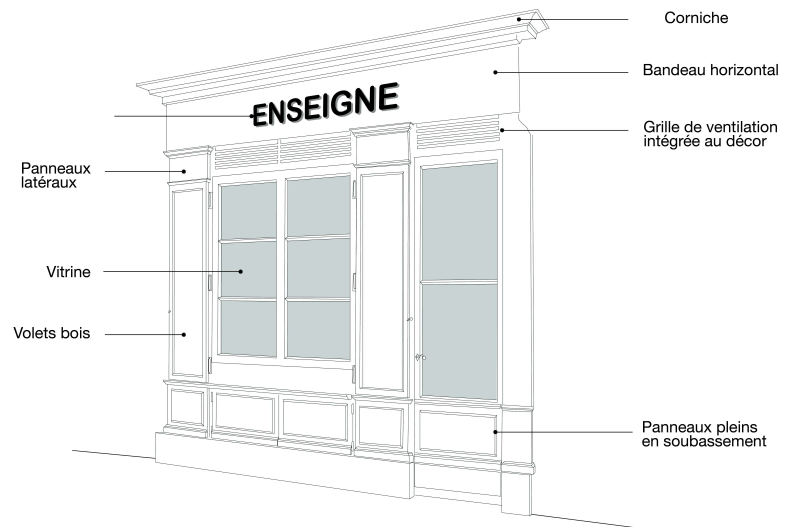 Corniche
Bandeau horizontal
ENSEIGNE
Grille de ventilation
intégrée au décor
Panneaux
latéraux
Vitrine
Volets bois
Panneaux pleins
en soubassement